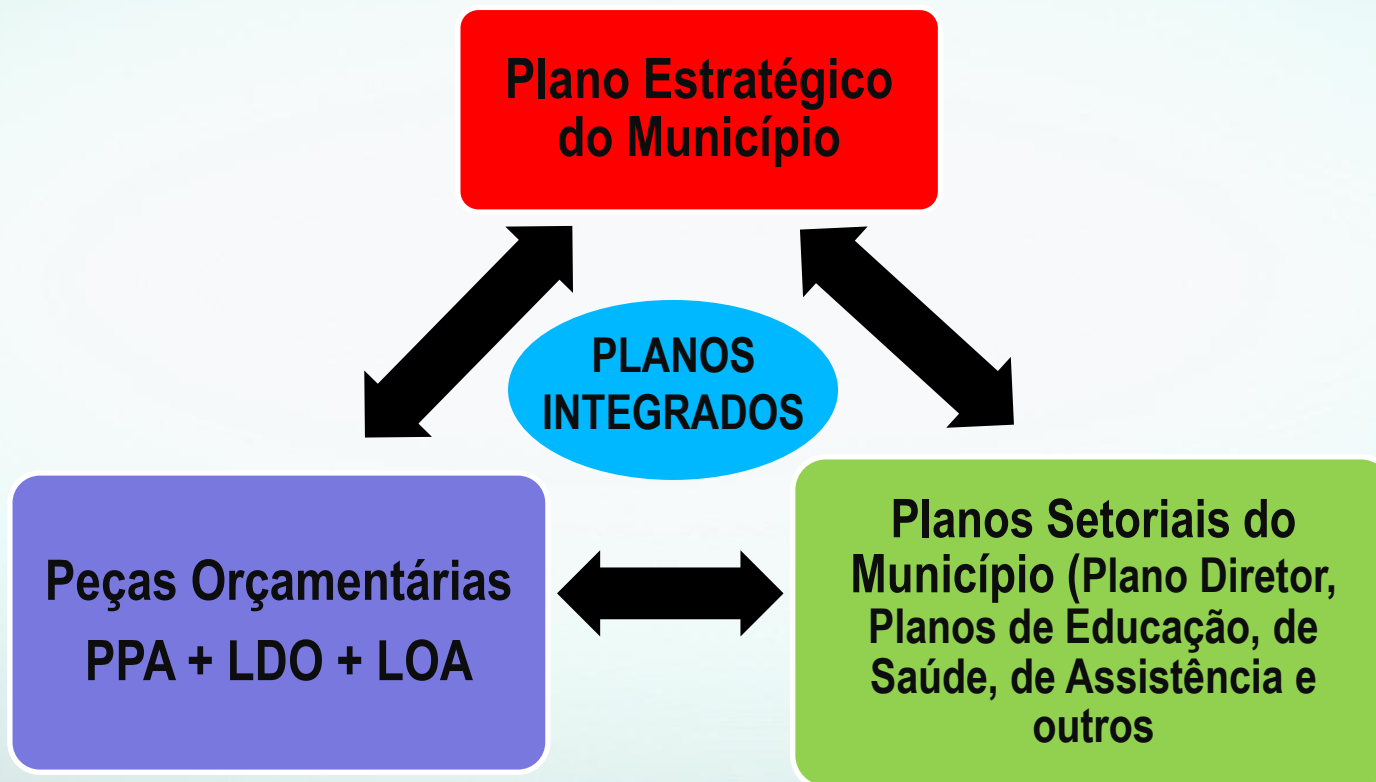 Plano Estratégico
do Município
PLANOS
INTEGRADOS
Peças Orçamentárias
PPA + LDO + LOA
Planos Setoriais do
Município (Plano Diretor,
Planos de Educação, de
Saúde, de Assistência e
outros